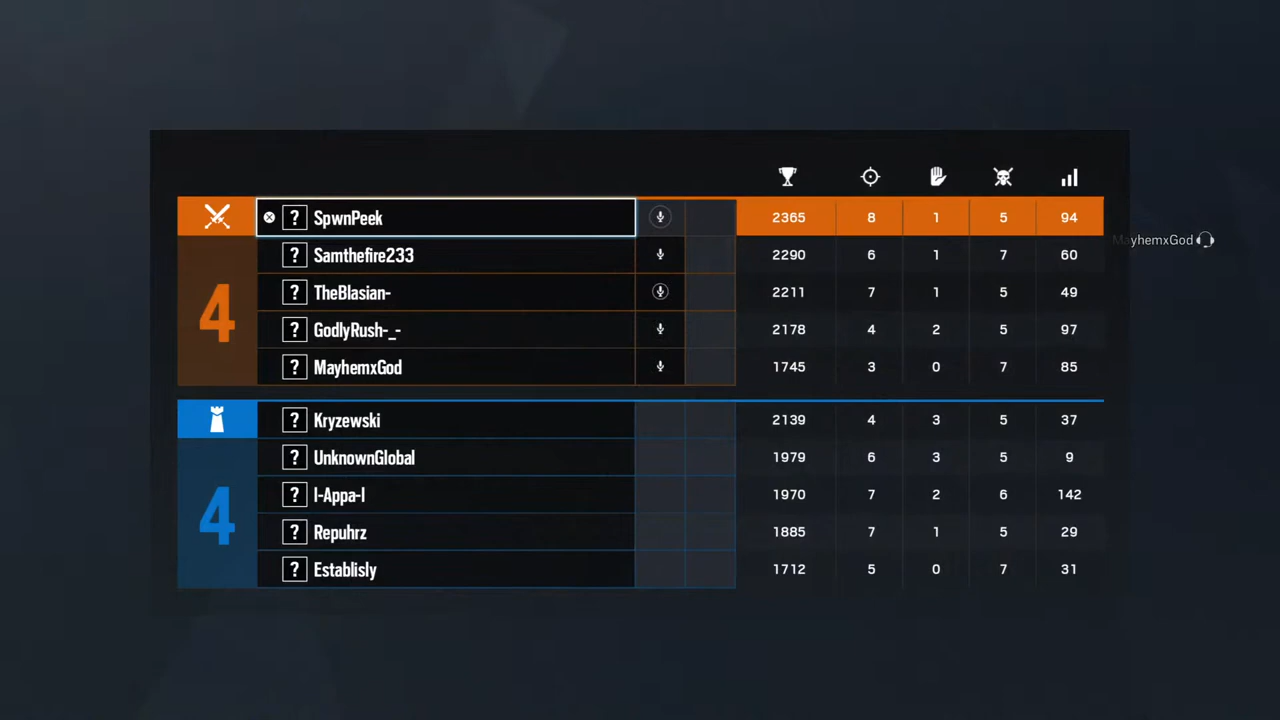 ? SpwnPeek 2365 8 1 5 94
MayhemxGod
? Samthefire233 2290 6 1 7 60
4
? TheBlasian- 2211 7 1 5 49
? GodlyRush-_- 2178 4 2 5 97
? MayhemxGod 1745 3 0 7 85
? Kryzewski 2139 4 3 5 37
? UnknownGlobal 1979 6 3 5 9
4
? I-Appa-I 1970 7 2 6 142
? Repuhrz 1885 7 1 5 29
? Establisly 1712 5 0 7 31